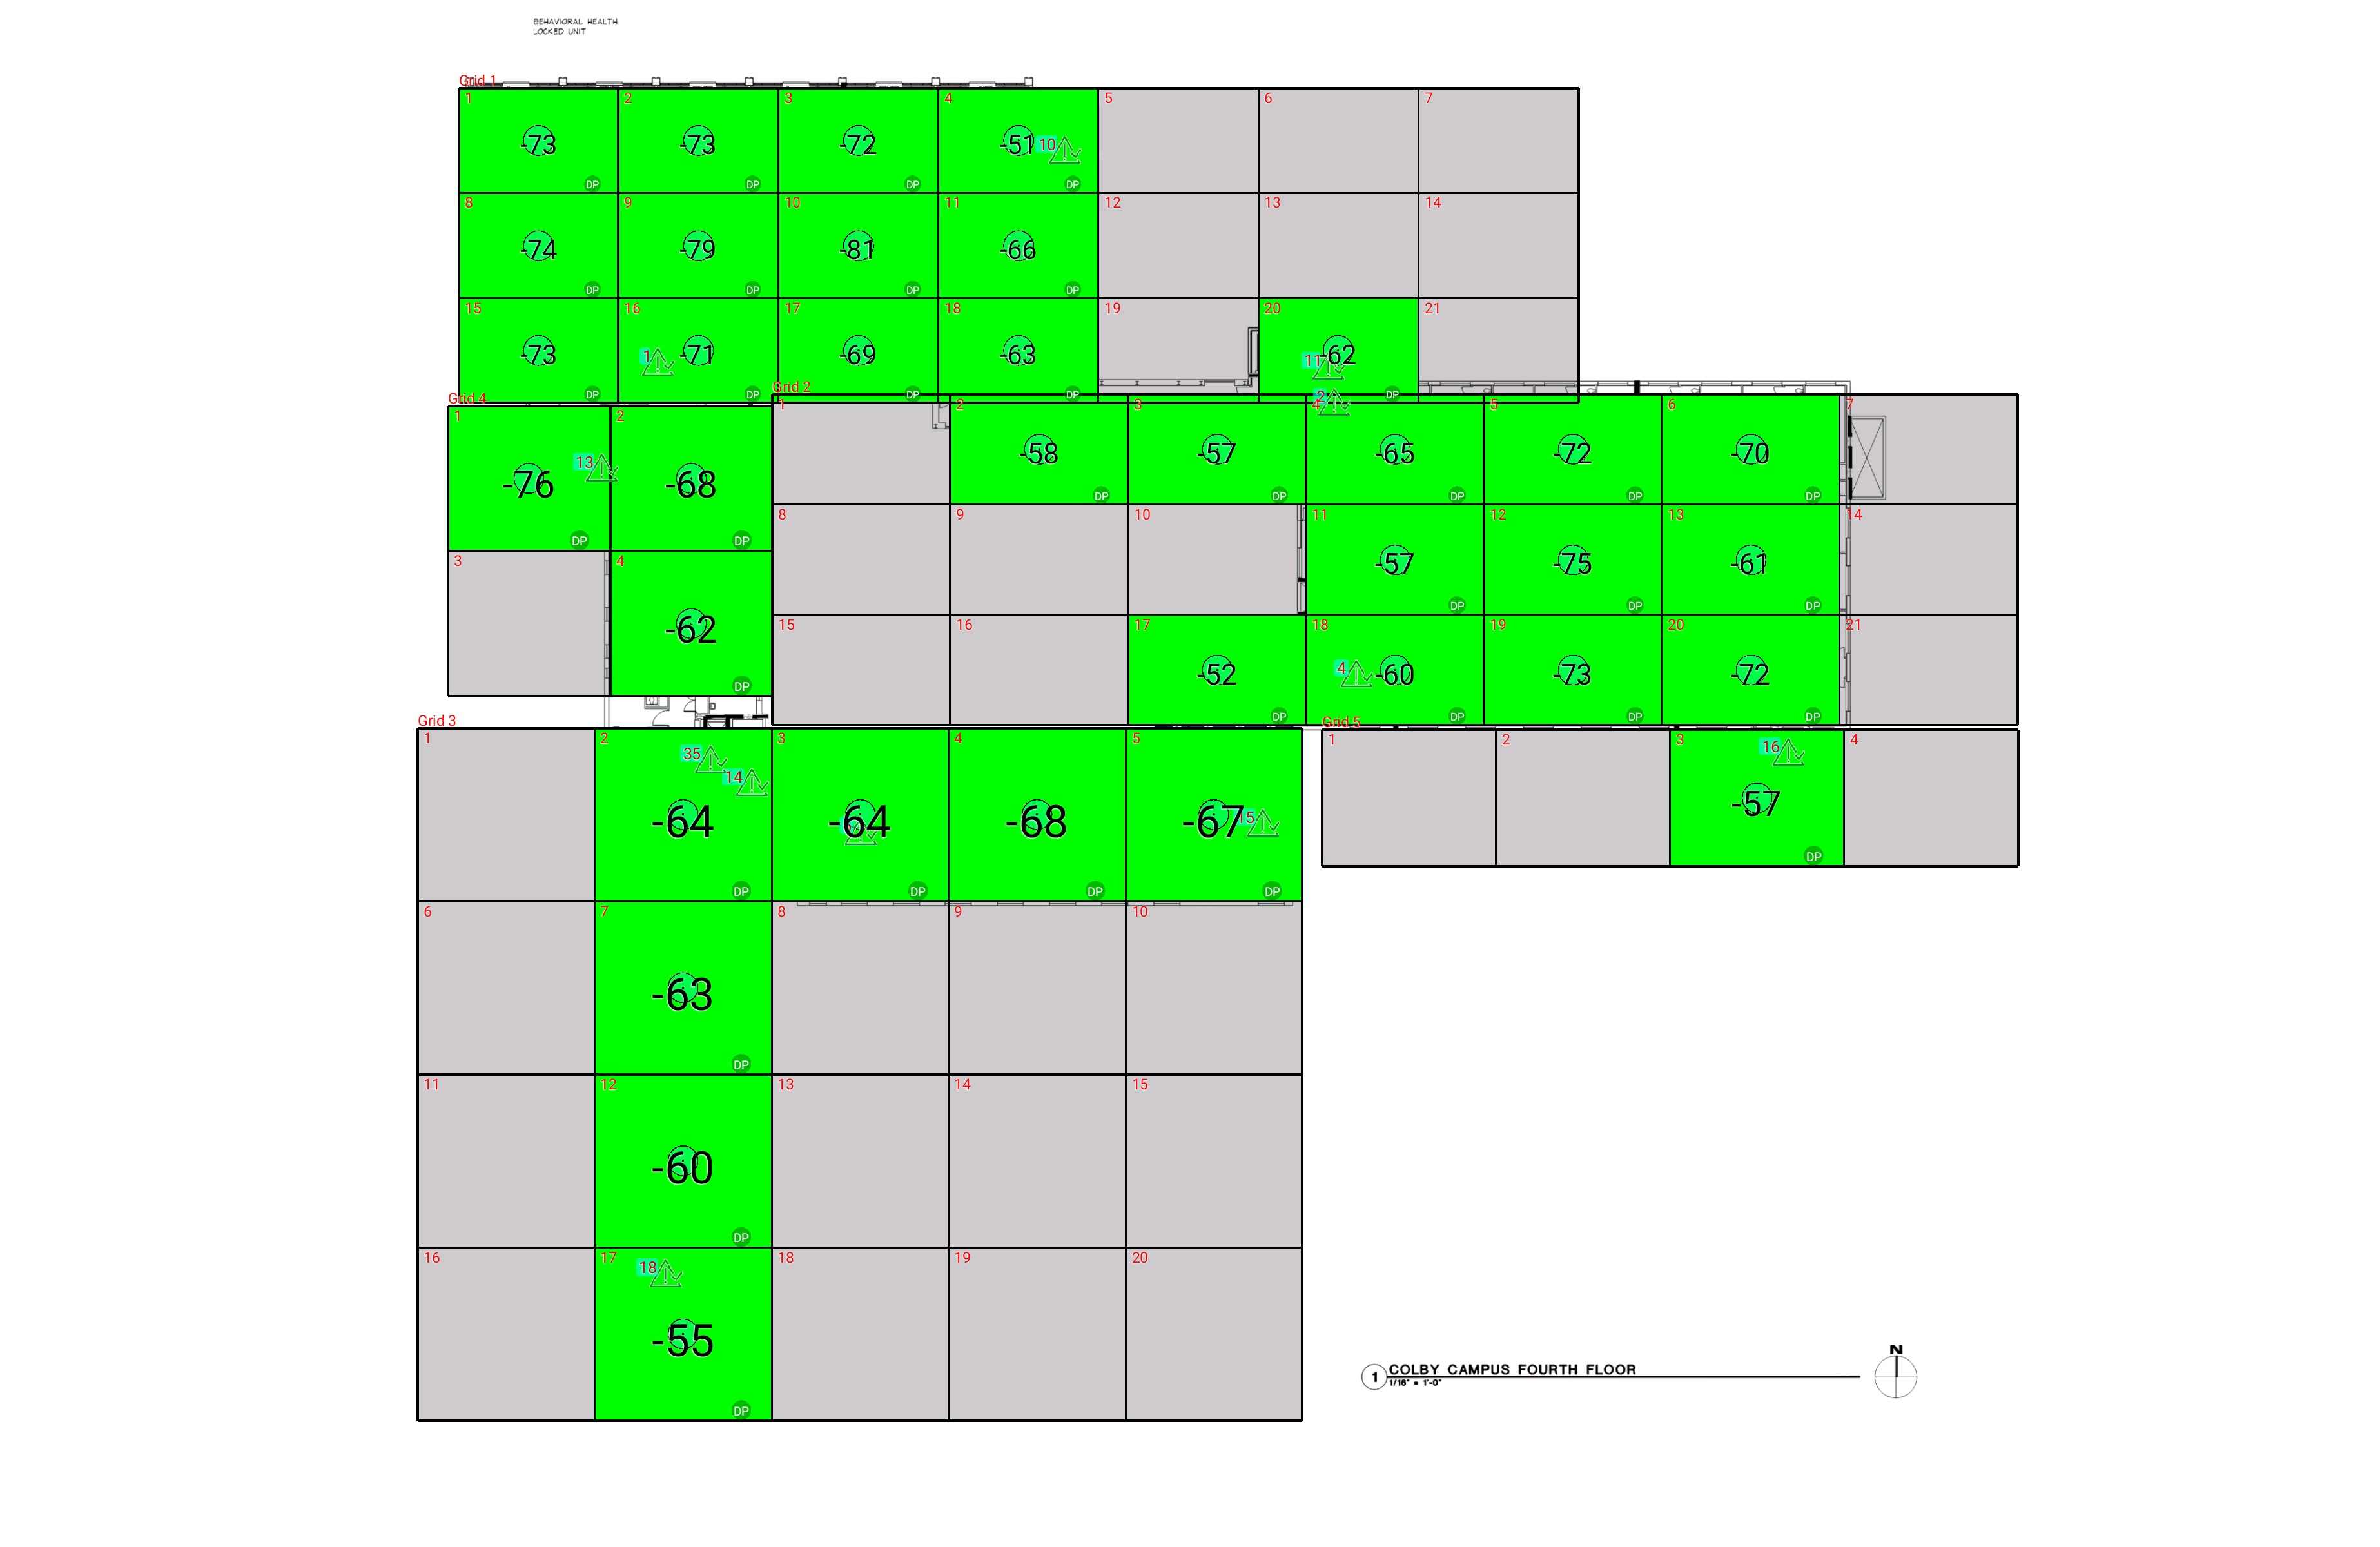 BEHAVIORAL HEALTH
LOCKED UNIT
Grid 1
1 2 3 4 5 6 7
-73 -73 -72 -51 10
DP DP DP DP
8 9 10 11 12 13 14
-74 -79 -81 -66
DP DP DP DP
15 16 17 18 19 20 21
-73 1 -71 -69 -63 11 -62
DP DP DP DP DP
Grid 4 Grid 2
1 2 1 2 3 4 2 5 6 7
13 -76 -68 -58 -57 -65 -72 -70
DP DP DP DP DP DP DP
8 9 10 11 12 13 14
-57 -75 -61
DP DP DP
3 4
-62
DP
15 16 17 18 19 20 21
-52 4 -60 -73 -72
DP DP DP DP DP
Grid 3 Grid 5
1 2 3 4 5 1 2 3 4
35 14 16
-64 -64 -68 -67 15 -57
DP DP DP DP DP
6 7 8 9 10
-63
DP
11 12 13 14 15
-60
DP
16 17 18 19 20
18
-55
DP
N
1 COLBY CAMPUS FOURTH FLOOR
1/16" = 1'-0"